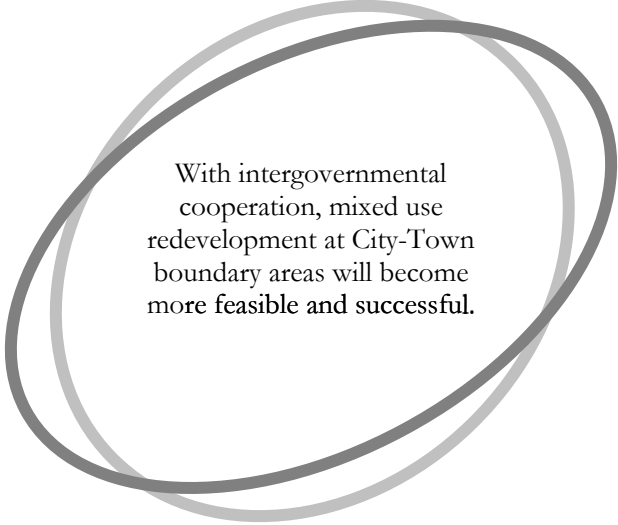 With intergovernmental
cooperation, mixed use
redevelopment at City-Town
boundary areas will become
more feasible and successful.